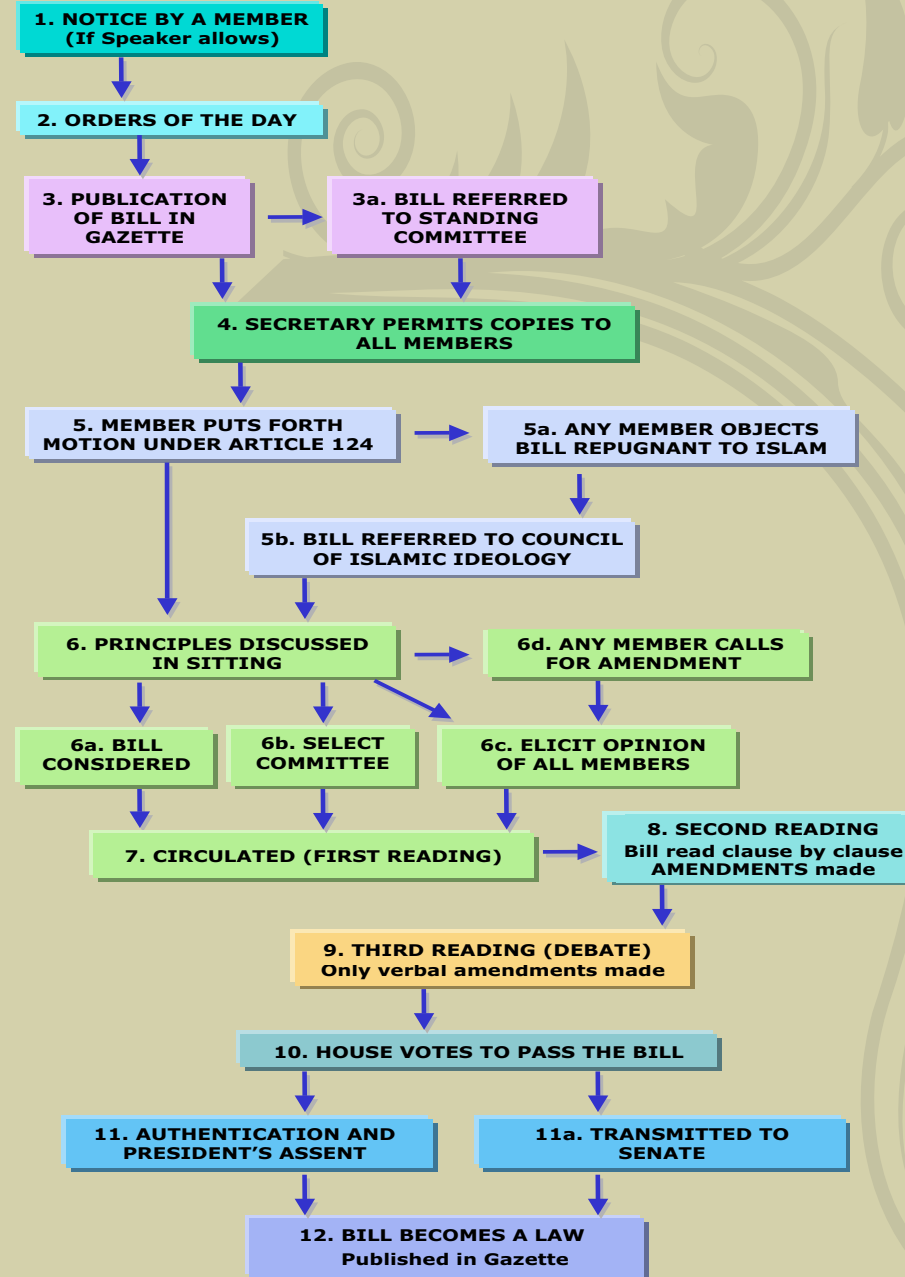 1. NOTICE BY A MEMBER
(If Speaker allows)
2. ORDERS OF THE DAY
3. PUBLICATION
OF BILL IN
GAZETTE
3a. BILL REFERRED
TO STANDING
COMMITTEE
4. SECRETARY PERMITS COPIES TO
ALL MEMBERS
5. MEMBER PUTS FORTH
MOTION UNDER ARTICLE 124
5a. ANY MEMBER OBJECTS
BILL REPUGNANT TO ISLAM
5b. BILL REFERRED TO COUNCIL
OF ISLAMIC IDEOLOGY
6. PRINCIPLES DISCUSSED
IN SITTING
6d. ANY MEMBER CALLS
FOR AMENDMENT
6a. BILL
CONSIDERED
6b. SELECT
COMMITTEE
6c. ELICIT OPINION
OF ALL MEMBERS
7. CIRCULATED (FIRST READING)
8. SECOND READING
Bill read clause by clause
AMENDMENTS made
9. THIRD READING (DEBATE)
Only verbal amendments made
10. HOUSE VOTES TO PASS THE BILL
11. AUTHENTICATION AND
PRESIDENT’S ASSENT
11a. TRANSMITTED TO
SENATE
12. BILL BECOMES A LAW
Published in Gazette